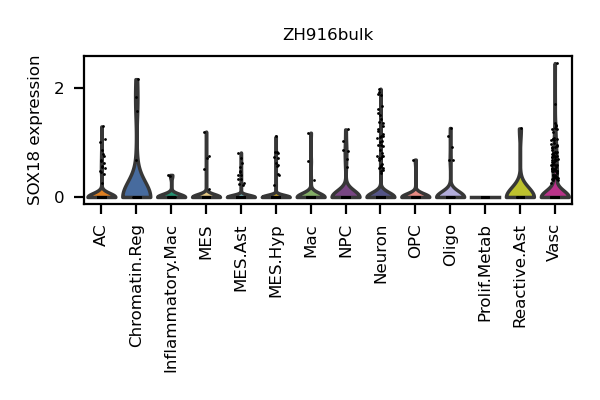 ZH916bulk
SOX18 expression
2
0
AC
Chromatin.Reg
Inflammatory.Mac
MES
MES.Ast
MES.Hyp
Mac
NPC
Neuron
OPC
Oligo
Prolif.Metab
Reactive.Ast
Vasc